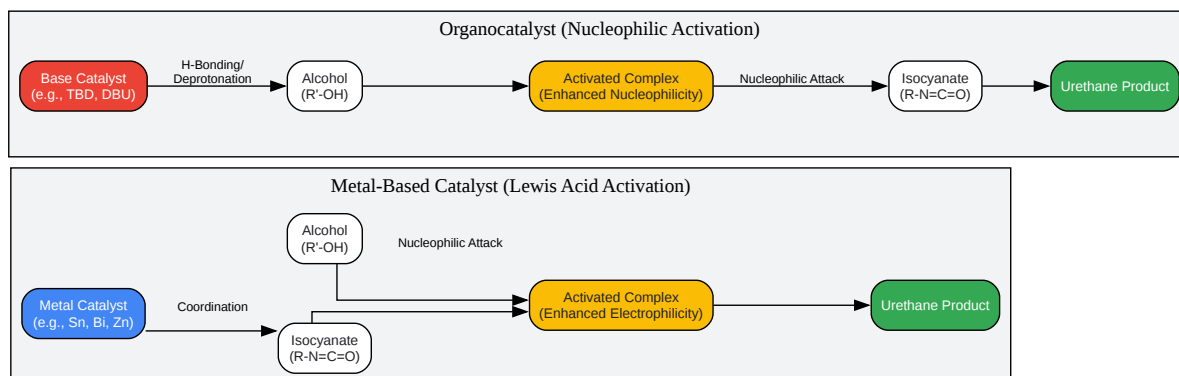 Organocatalyst (Nucleophilic Activation)
Base Catalyst
(e.g., TBD, DBU)
H-Bonding/
Deprotonation
Alcohol
(R'-OH)
Activated Complex
(Enhanced Nucleophilicity)
Nucleophilic Attack
Isocyanate
(R-N=C=O)
Urethane Product
Metal-Based Catalyst (Lewis Acid Activation)
Alcohol
(R'-OH)
Nucleophilic Attack
Metal Catalyst
(e.g., Sn, Bi, Zn)
Coordination
Isocyanate
(R-N=C=O)
Activated Complex
(Enhanced Electrophilicity)
Urethane Product